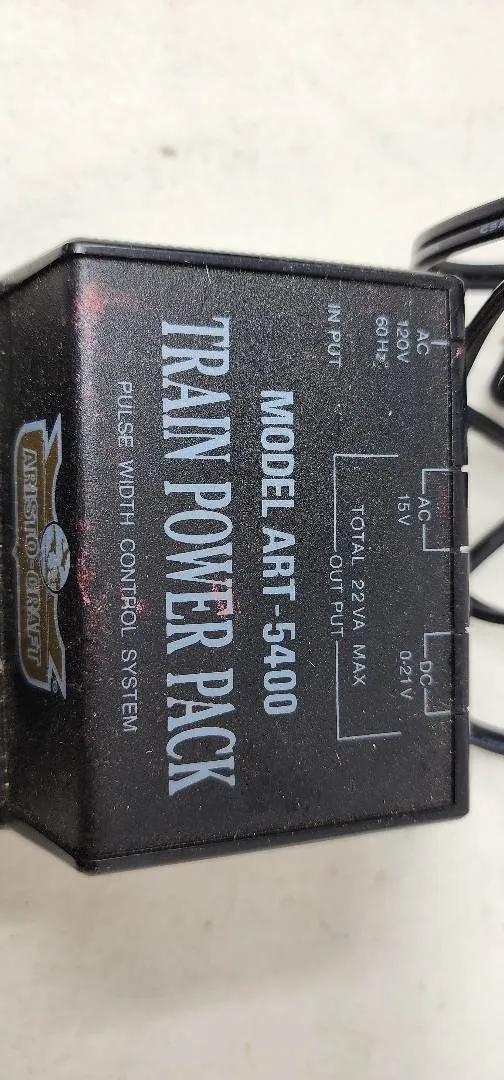 AC
120V
60Hz
IN PUT
AC
15V
DC
0-21V
TOTAL 22VA MAX
OUT PUT
MODEL ART-5400
TRAIN POWER PACK
PULSE WIDTH CONTROL SYSTEM
ARISTO-CRAFT